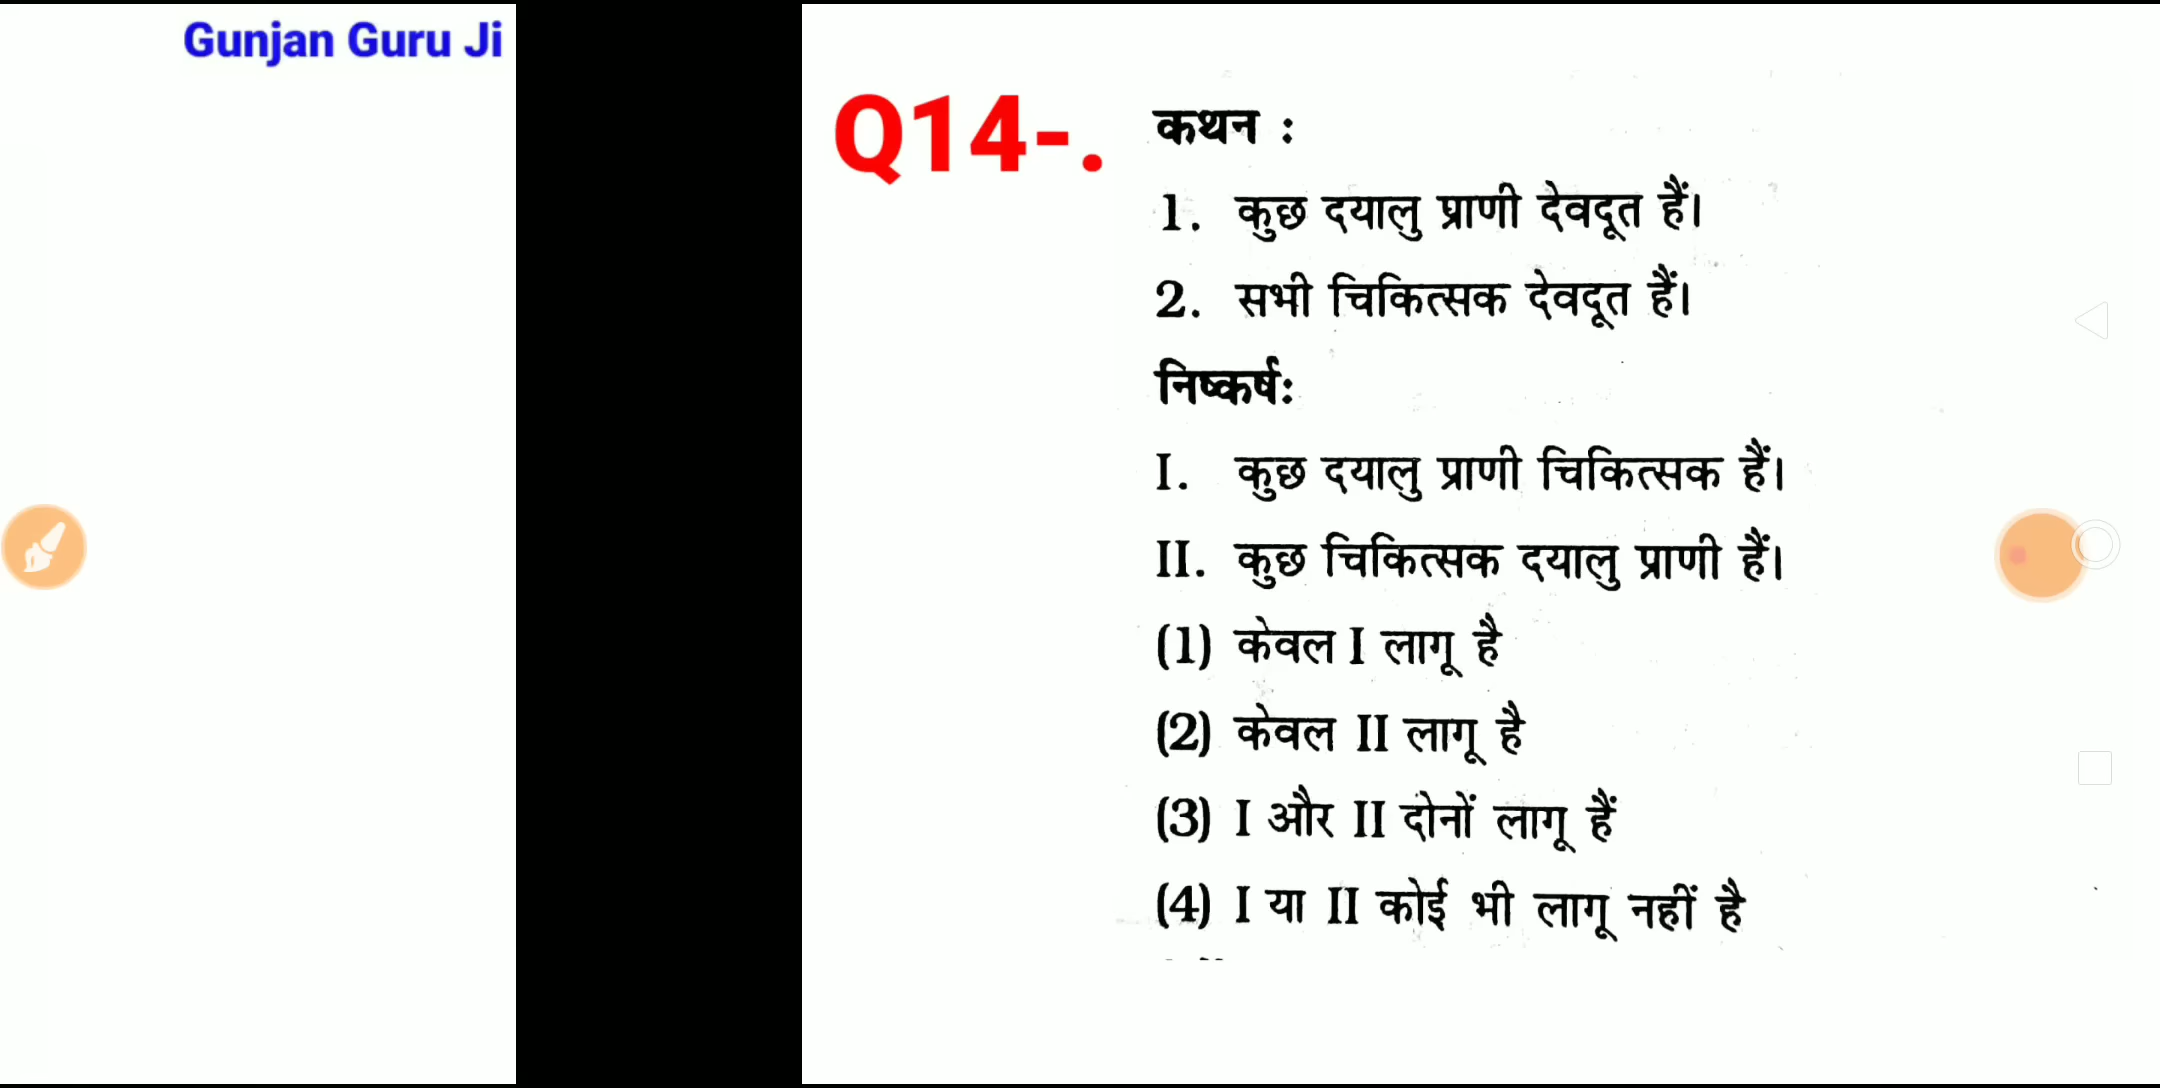 Gunjan Guru Ji
Q14-.
कथन :
1. कुछ दयालु प्राणी देवदूत हैं।
2. सभी चिकित्सक देवदूत हैं।
निष्कर्षः
I. कुछ दयालु प्राणी चिकित्सक हैं।
II. कुछ चिकित्सक दयालु प्राणी हैं।
(1) केवल I लागू है
(2) केवल II लागू है
(3) I और II दोनों लागू हैं
(4) I या II कोई भी लागू नहीं है